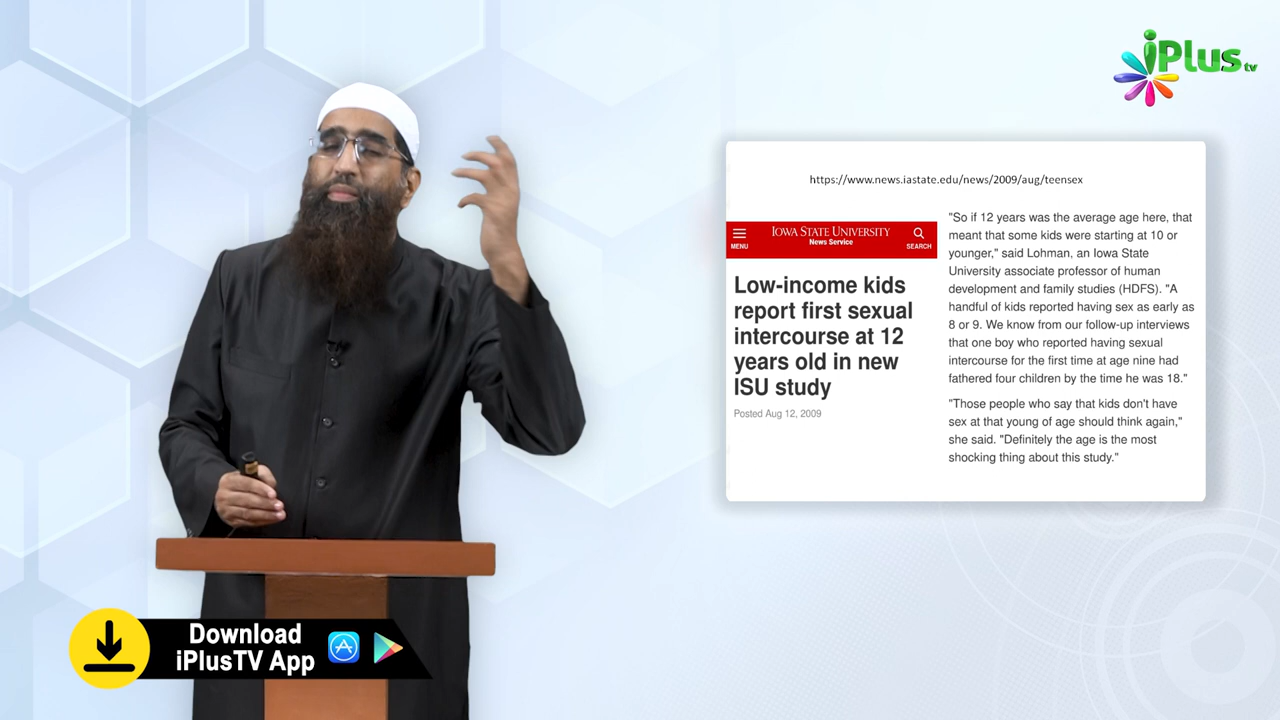 iPlus tv
https://www.news.iastate.edu/news/2009/aug/teensex
MENU
IOWA STATE UNIVERSITY
News Service
SEARCH
Low-income kids
report first sexual
intercourse at 12
years old in new
ISU study
Posted Aug 12, 2009
"So if 12 years was the average age here, that
meant that some kids were starting at 10 or
younger," said Lohman, an Iowa State
University associate professor of human
development and family studies (HDFS). "A
handful of kids reported having sex as early as
8 or 9. We know from our follow-up interviews
that one boy who reported having sexual
intercourse for the first time at age nine had
fathered four children by the time he was 18."
"Those people who say that kids don't have
sex at that young of age should think again,"
she said. "Definitely the age is the most
shocking thing about this study."
Download
iPlusTV App